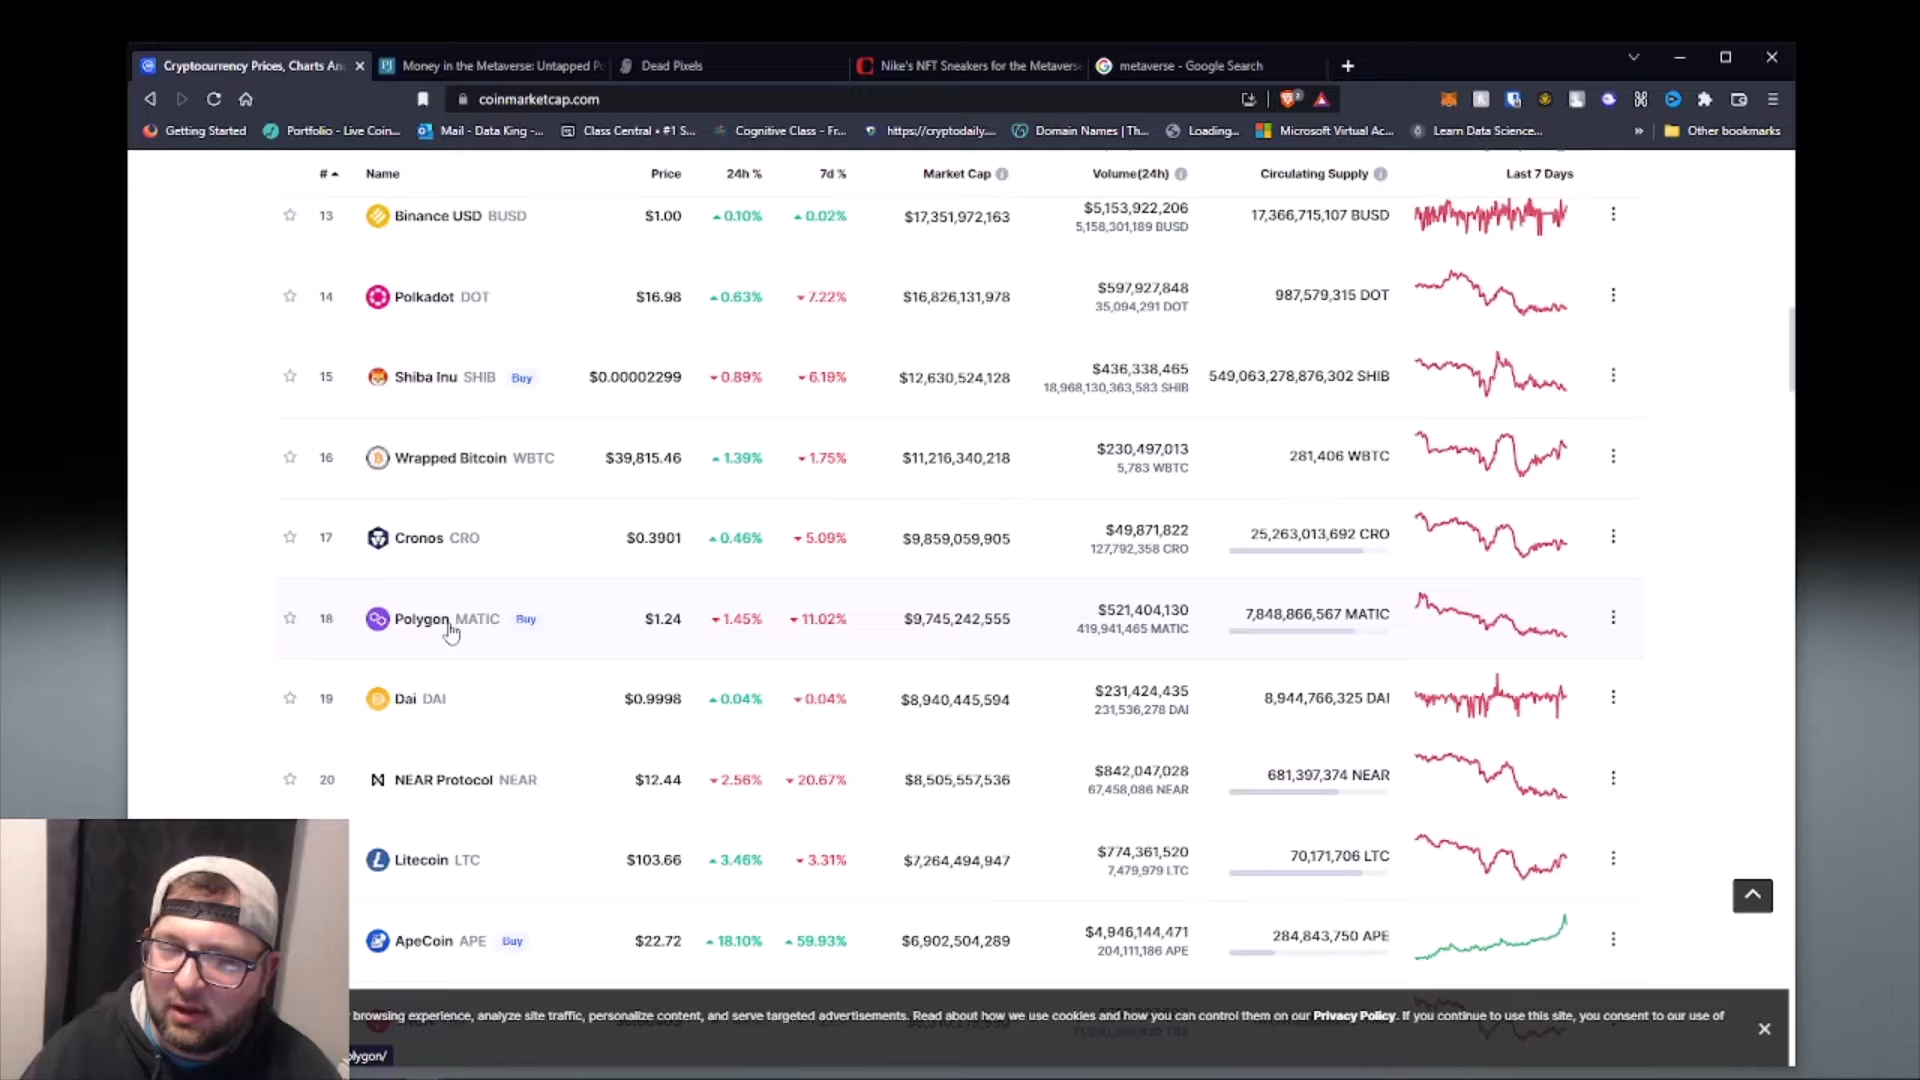 Cryptocurrency Prices, Charts An
Money in the Metaverse: Untapped Po
Dead Pixels
Nike's NFT Sneakers for the Metavers
metaverse - Google Search
coinmarketcap.com
Getting Started
Portfolio - Live Coin...
Mail - Data King -...
Class Central • #1 S...
Cognitive Class - Fr...
https://cryptodaily....
Domain Names | Th...
Loading...
Microsoft Virtual Ac...
Learn Data Science...
»
Other bookmarks
# Name Price 24h % 7d % Market Cap Volume(24h) Circulating Supply Last 7 Days
13 Binance USD BUSD $1.00 0.10% 0.02% $17,351,972,163 $5,153,922,206 17,366,715,107 BUSD
5,158,301,189 BUSD
14 Polkadot DOT $16.98 0.63% 7.22% $16,826,131,978 $597,927,848 987,579,315 DOT
35,094,291 DOT
15 Shiba Inu SHIB Buy $0.00002299 0.89% 6.19% $12,630,524,128 $436,338,465 549,063,278,876,302 SHIB
18,968,130,363,583 SHIB
16 Wrapped Bitcoin WBTC $39,815.46 1.39% 1.75% $11,216,340,218 $230,497,013 281,406 WBTC
5,783 WBTC
17 Cronos CRO $0.3901 0.46% 5.09% $9,859,059,905 $49,871,822 25,263,013,692 CRO
127,792,358 CRO
18 Polygon MATIC Buy $1.24 1.45% 11.02% $9,745,242,555 $521,404,130 7,848,866,567 MATIC
419,941,465 MATIC
19 Dai DAI $0.9998 0.04% 0.04% $8,940,445,594 $231,424,435 8,944,766,325 DAI
231,536,278 DAI
20 NEAR Protocol NEAR $12.44 2.56% 20.67% $8,505,557,536 $842,047,028 681,397,374 NEAR
67,458,086 NEAR
Litecoin LTC $103.66 3.46% 3.31% $7,264,494,947 $774,361,520 70,171,706 LTC
7,479,979 LTC
ApeCoin APE Buy $22.72 18.10% 59.93% $6,902,504,289 $4,946,144,471 284,843,750 APE
204,111,186 APE
browsing experience, analyze site traffic, personalize content, and serve targeted advertisements. Read about how we use cookies and how you can control them on our Privacy Policy. If you continue to use this site, you consent to our use of
olygon/